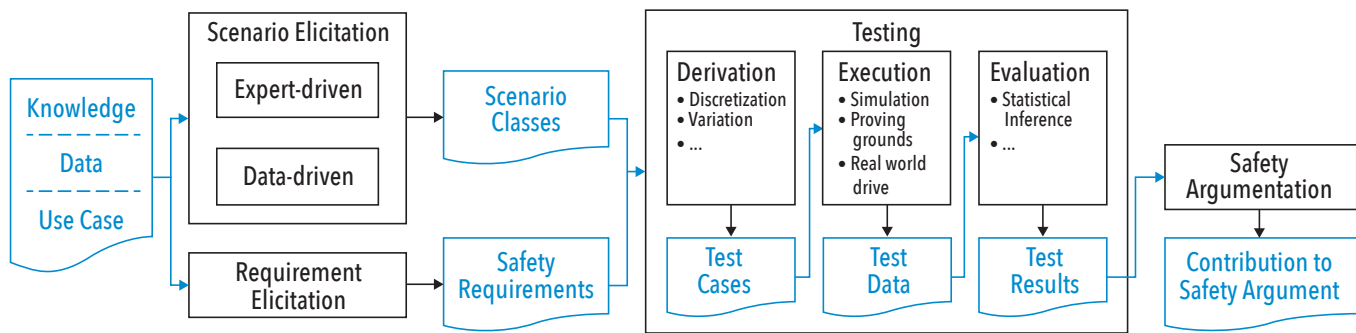 Knowledge
Data
Use Case
Scenario Elicitation
Expert-driven
Data-driven
Requirement
Elicitation
Scenario
Classes
Safety
Requirements
Testing
Derivation
• Discretization
• Variation
• ...
Test
Cases
Execution
• Simulation
• Proving
grounds
• Real world
drive
Test
Data
Evaluation
• Statistical
Inference
• ...
Test
Results
Safety
Argumentation
Contribution to
Safety Argument